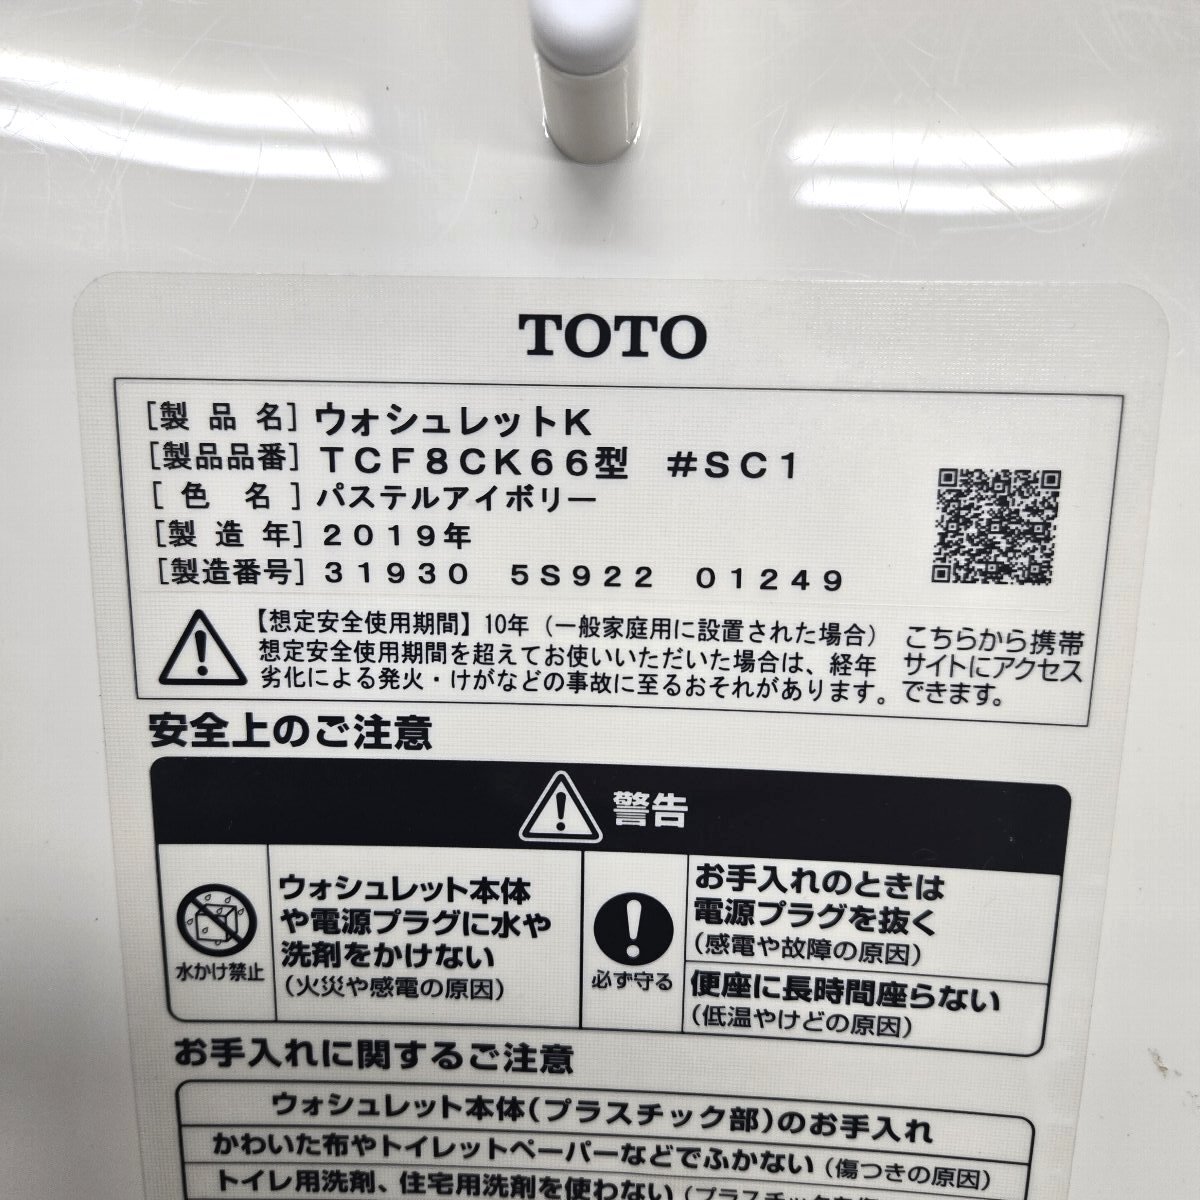 TOTO
[製品名] ウォシュレットK
[製品品番] TCF8CK66型 #SC1
[色名] パステルアイボリー
[製造年] 2019年
[製造番号] 31930 5S922 01249
【想定安全使用期間】10年(一般家庭用に設置された場合)
想定安全使用期間を超えてお使いいただいた場合は、経年
劣化による発火・けがなどの事故に至るおそれがあります。
こちらから携帯
サイトにアクセス
できます。
安全上のご注意
警告
水かけ禁止
ウォシュレット本体
や電源プラグに水や
洗剤をかけない
(火災や感電の原因)
必ず守る
お手入れのときは
電源プラグを抜く
(感電や故障の原因)
便座に長時間座らない
(低温やけどの原因)
お手入れに関するご注意
ウォシュレット本体(プラスチック部)のお手入れ
かわいた布やトイレットペーパーなどでふかない(傷つきの原因)
トイレ用洗剤、住宅用洗剤を使わない